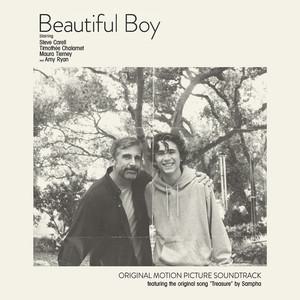 Beautiful Boy
Starring
Steve Carell
Timothée Chalamet
Maura Tierney
and Amy Ryan
ORIGINAL MOTION PICTURE SOUNDTRACK
featuring the original song "Treasure" by Sampha